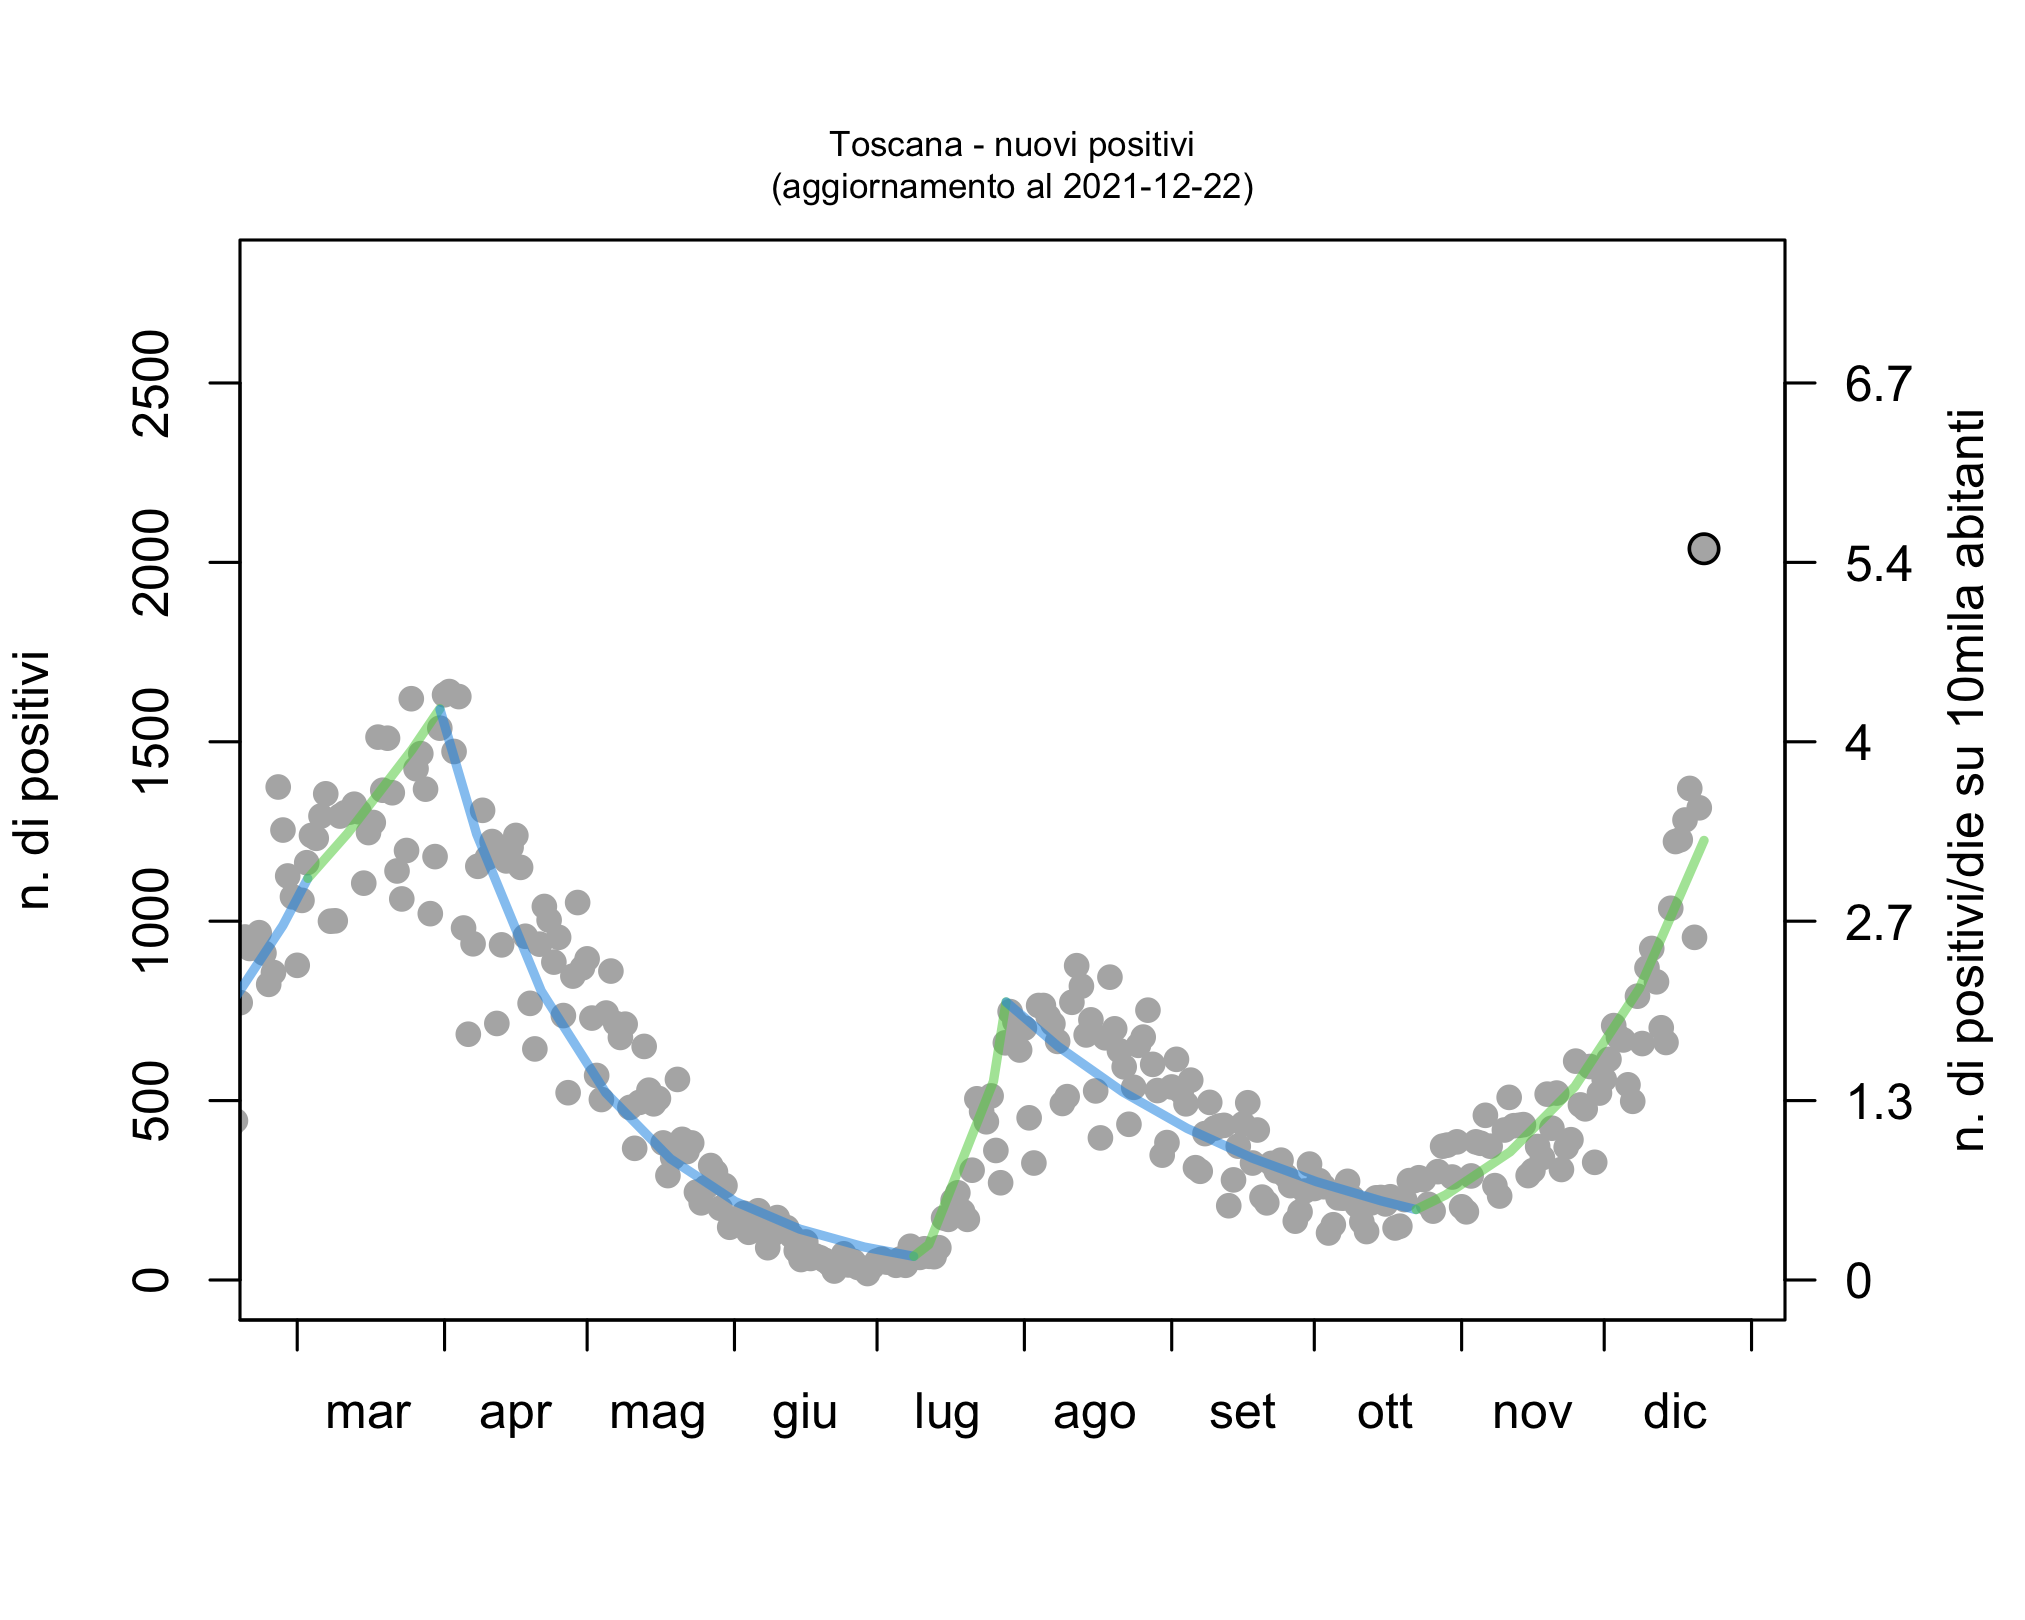 Toscana - nuovi positivi
(aggiornamento al 2021-12-22)
n. di positivi
2500
2000
1500
1000
500
0
6.7
5.4
4
2.7
1.3
0
n. di positivi/die su 10mila abitanti
mar apr mag giu lug ago set ott nov dic